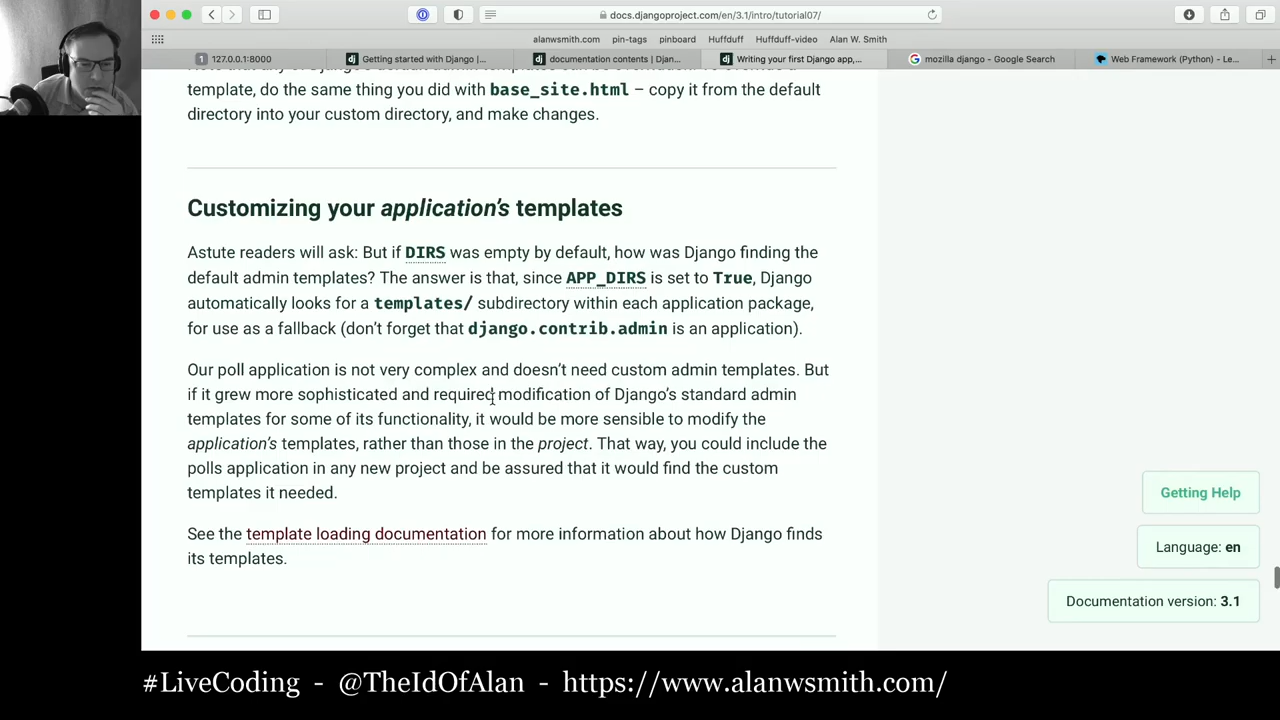 docs.djangoproject.com/en/3.1/intro/tutorial07/
alanwsmith.com pin-tags pinboard Huffduff Huffduff-video Alan W. Smith
1 127.0.0.1:8000
dj Getting started with Django |...
dj documentation contents | Djan...
dj Writing your first Django app,...
mozilla django - Google Search
Web Framework (Python) - Le...
template, do the same thing you did with base_site.html – copy it from the default
directory into your custom directory, and make changes.
Customizing your application's templates
Astute readers will ask: But if DIRS was empty by default, how was Django finding the
default admin templates? The answer is that, since APP_DIRS is set to True, Django
automatically looks for a templates/ subdirectory within each application package,
for use as a fallback (don't forget that django.contrib.admin is an application).
Our poll application is not very complex and doesn't need custom admin templates. But
if it grew more sophisticated and required modification of Django's standard admin
templates for some of its functionality, it would be more sensible to modify the
application's templates, rather than those in the project. That way, you could include the
polls application in any new project and be assured that it would find the custom
templates it needed.
See the template loading documentation for more information about how Django finds
its templates.
Getting Help
Language: en
Documentation version: 3.1
#LiveCoding - @TheIdOfAlan - https://www.alanwsmith.com/